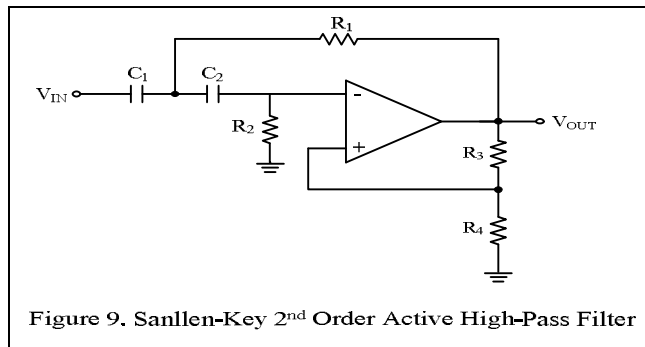 R1
C1
C2
VIN
-
R2
+
VOUT
R3
R4
Figure 9. Sanllen-Key 2nd Order Active High-Pass Filter